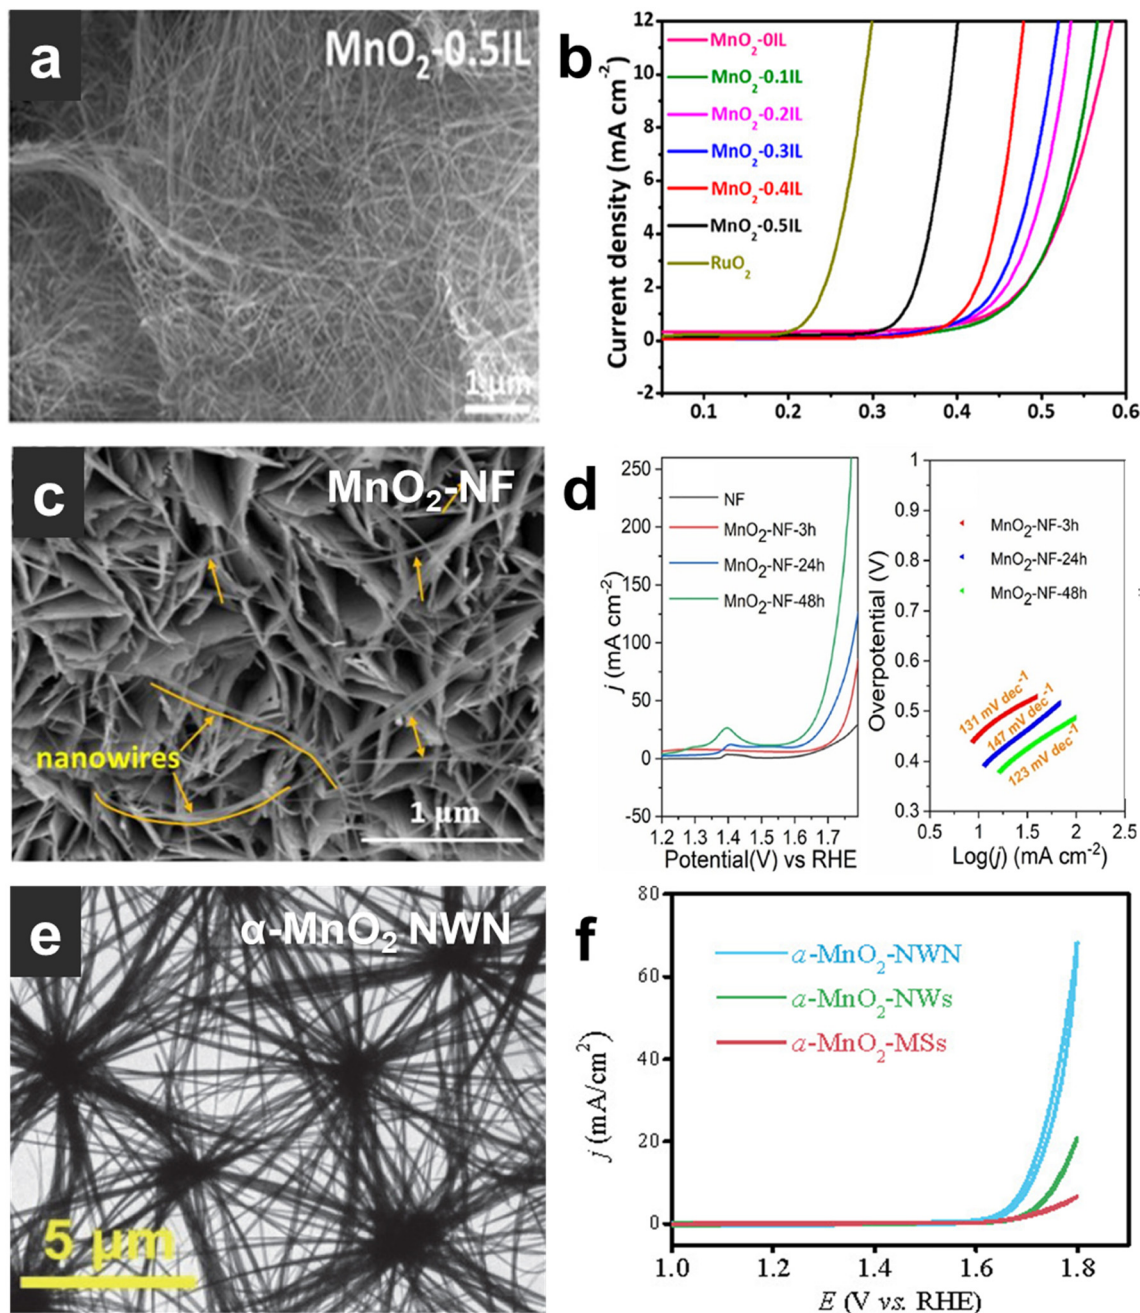 a
MnO₂-0.5IL
1 μm
b
Current density (mA cm⁻²)
12
10
8
6
4
2
0
-2
MnO₂-0IL
MnO₂-0.1IL
MnO₂-0.2IL
MnO₂-0.3IL
MnO₂-0.4IL
MnO₂-0.5IL
RuO₂
0.1 0.2 0.3 0.4 0.5 0.6
c
MnO₂-NF
nanowires
1 μm
d
j (mA cm⁻²)
250
200
150
100
50
0
-50
NF
MnO₂-NF-3h
MnO₂-NF-24h
MnO₂-NF-48h
1.2 1.3 1.4 1.5 1.6 1.7
Potential(V) vs RHE
Overpotential (V)
1
0.9
0.8
0.7
0.6
0.5
0.4
0.3
MnO₂-NF-3h
MnO₂-NF-24h
MnO₂-NF-48h
131 mV dec⁻¹
147 mV dec⁻¹
123 mV dec⁻¹
0.5 1 1.5 2 2.5
Log(j) (mA cm⁻²)
e
α-MnO₂ NWN
5 μm
f
j (mA/cm²)
80
60
40
20
0
α-MnO₂-NWN
α-MnO₂-NWs
α-MnO₂-MSs
1.0 1.2 1.4 1.6 1.8
E (V vs. RHE)